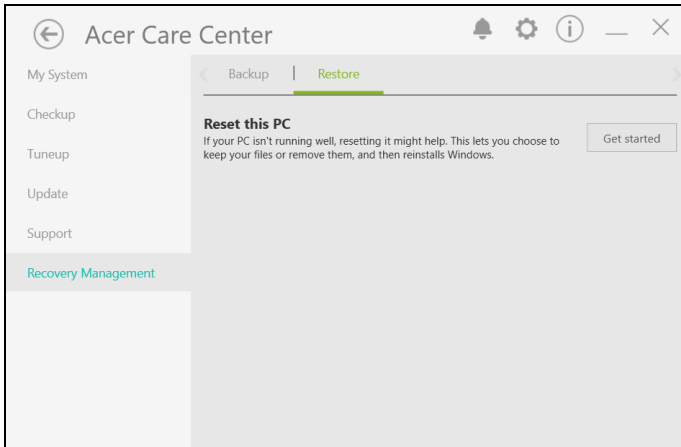 Acer Care Center
My System
Checkup
Tuneup
Update
Support
Recovery Management
Backup | Restore
Reset this PC
If your PC isn't running well, resetting it might help. This lets you choose to
keep your files or remove them, and then reinstalls Windows.
Get started